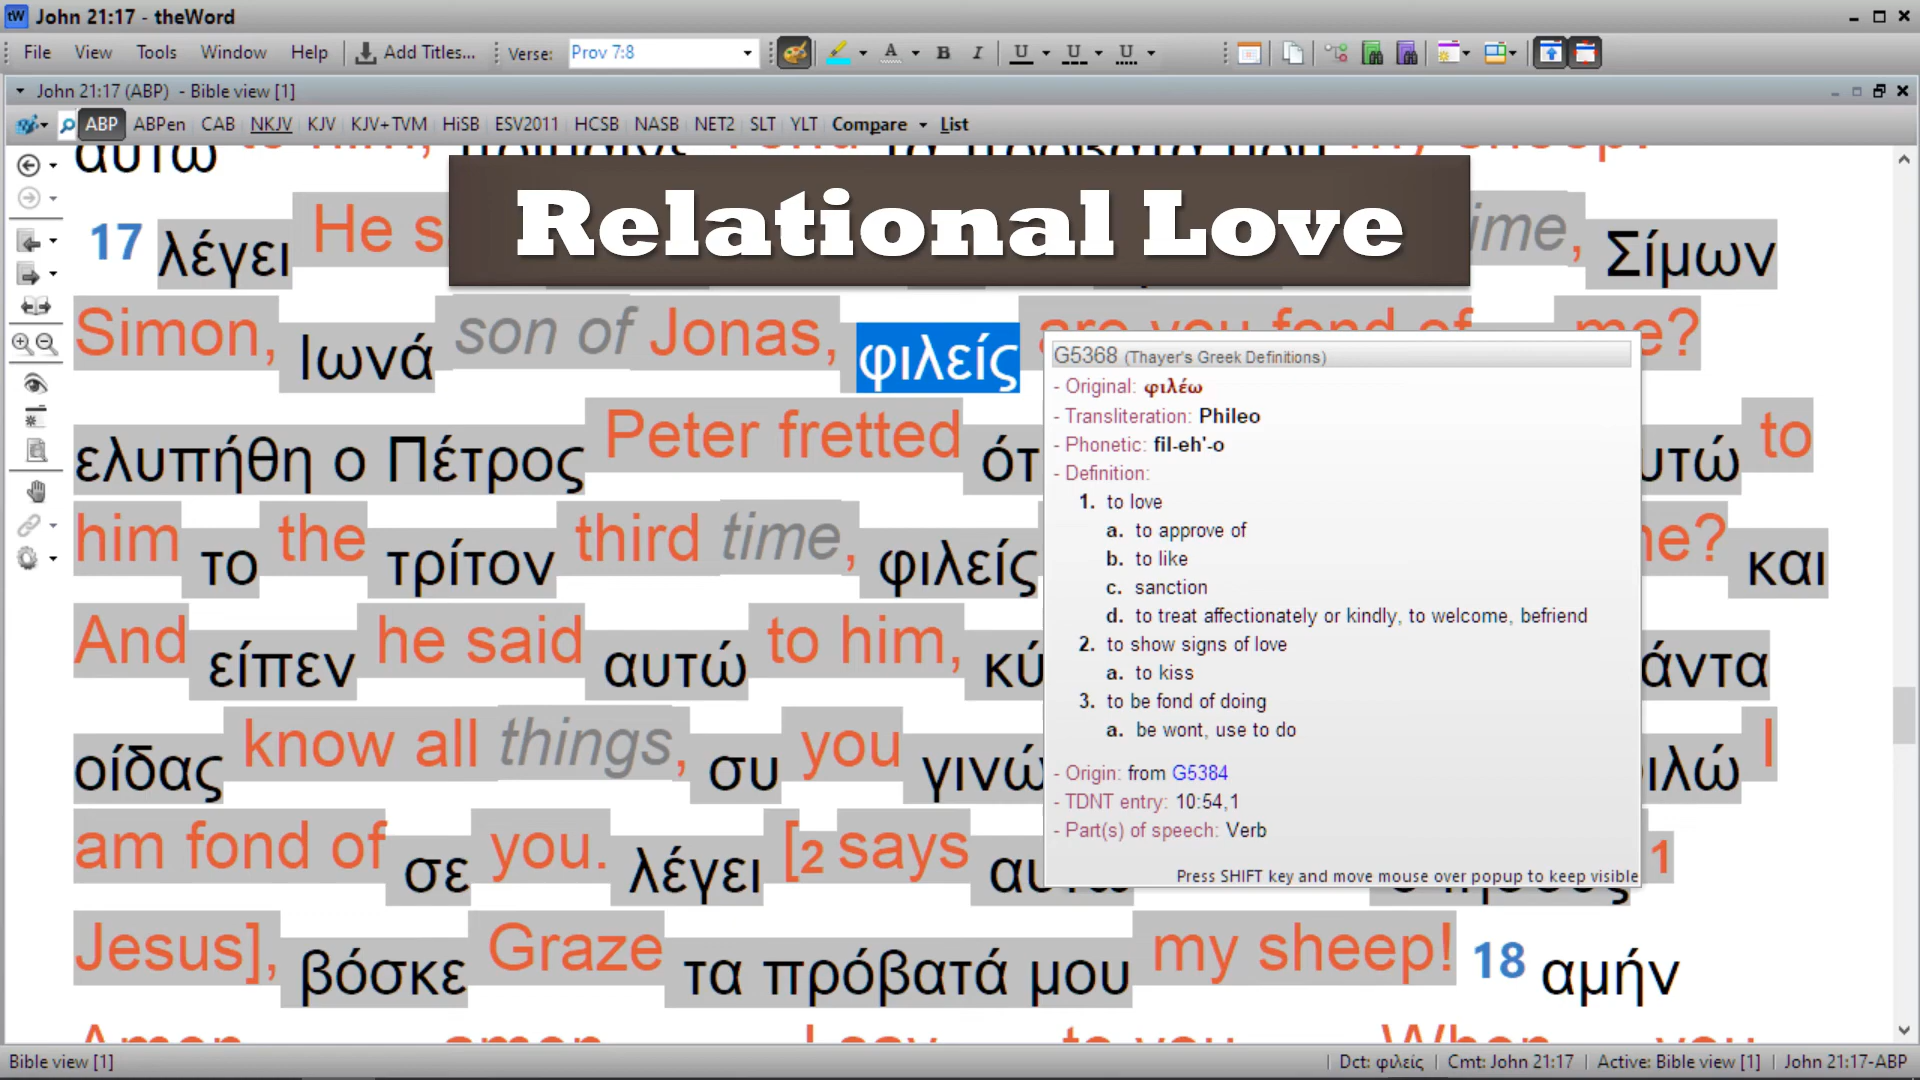 John 21:17 - theWord
File View Tools Window Help Add Titles... Verse: Prov 7:8 A B I U U U
John 21:17 (ABP) - Bible view [1]
ABP ABPen CAB NKJV KJV KJV+TVM HiSB ESV2011 HCSB NASB NET2 SLT YLT Compare List
αυτώ to him,
Relational Love
17 λέγει He Σίμων
Simon, Ιωνά son of Jonas, φιλείς are you fond of me?
ελυπήθη ο Πέτρος Peter fretted to
him το the τρίτον third time, φιλείς και
And είπεν he said αυτώ to him,
οίδας know all things, συ you I
am fond of σε you. λέγει [2 says 1
Jesus], βόσκε Graze τα πρόβατά μου my sheep! 18 αμήν
G5368 (Thayer's Greek Definitions)
- Original: φιλέω
- Transliteration: Phileo
- Phonetic: fil-eh'-o
- Definition:
1. to love
a. to approve of
b. to like
c. sanction
d. to treat affectionately or kindly, to welcome, befriend
2. to show signs of love
a. to kiss
3. to be fond of doing
a. be wont, use to do
- Origin: from G5384
- TDNT entry: 10:54,1
- Part(s) of speech: Verb
Press SHIFT key and move mouse over popup to keep visible
Bible view [1] Dct: φιλείς Cmt: John 21:17 Active: Bible view [1] John 21:17-ABP